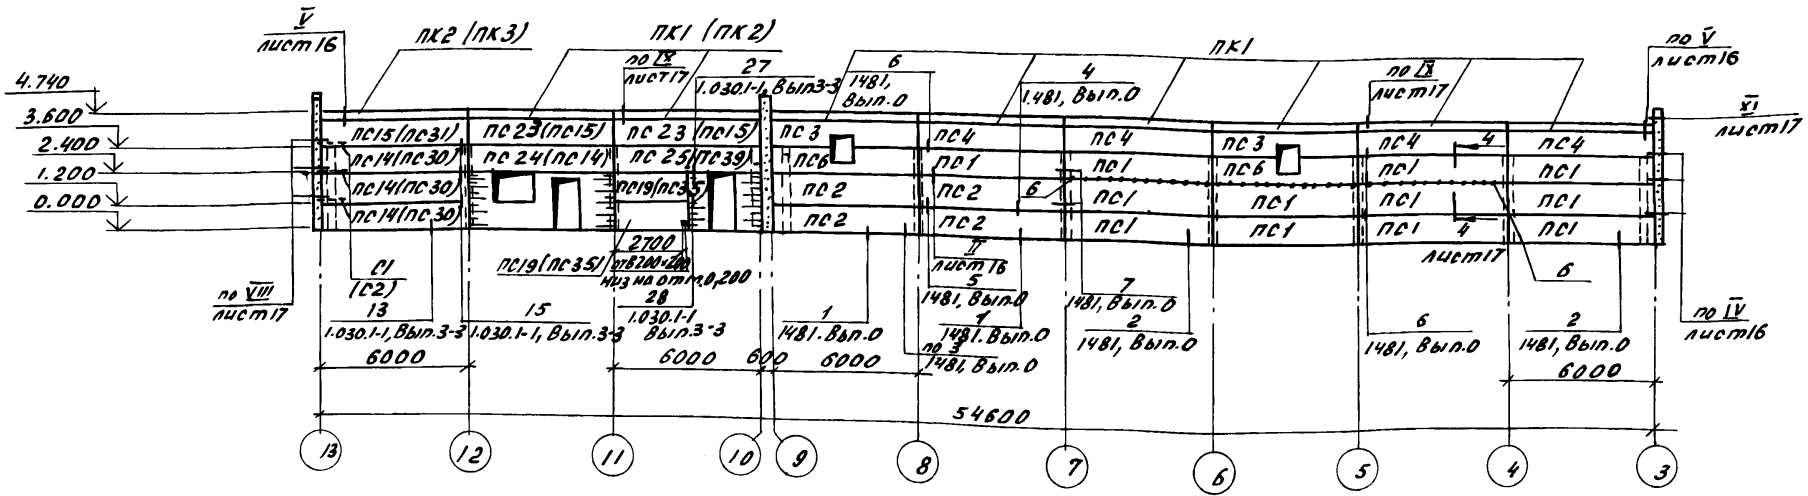 V
лист 16
ПК2 (ПК3)
ПК1 (ПК2)
по IX
лист 17
27
1.030.1-1, Вып.3-3
6
1481,
Вып.0
4
1.481, Вып.0
ПК1
по IX
лист 17
по V
лист 16
XI
лист 17
4.740
3.600
2.400
1.200
0.000
ПС15(ПС31) ПС23(ПС15) ПС23 (ПС15) ПС3 ПС4 ПС4 ПС3 ПС4 4 ПС4
ПС14(ПС30) ПС24(ПС14) ПС25(ПС39) ПС6 ПС1 ПС1 ПС6 ПС1 ПС1
ПС14(ПС30) ПС19(ПС35) ПС2 ПС2 6 ПС1 ПС1 ПС1 ПС1
ПС14(ПС30) ПС2 ПС2 ПС1 ПС1 4 ПС1
лист 17
2700
отв200×200
низ на отм.0,200
ПС19(ПС35)
С1
(С2)
по VIII
лист 17
13
1.030.1-1, Вып.3-3
15
1.030.1-1, Вып.3-3
28
1.030.1-1
Вып.3-3
1
1481. Вып.0
II
лист 16
5
1481, Вып.0
1
1481. Вып.0
по 3
1481, Вып.0
7
1481, Вып.0
2
1481, Вып.0
6
6
1481, Вып.0
2
1481, Вып.0
по IV
лист 16
6000 6000 600 6000 6000
54600
13 12 11 10 9 8 7 6 5 4 3